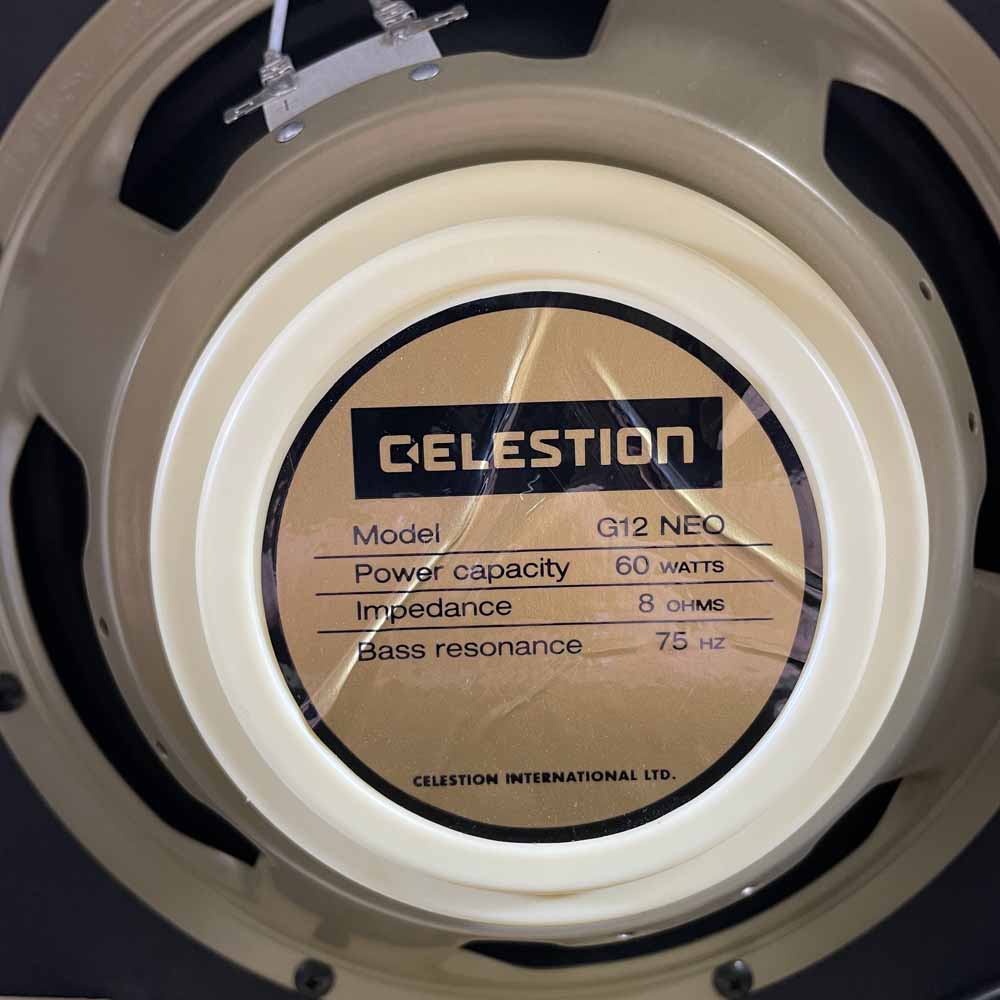 CELESTION
Model G12 NEO
Power capacity 60 WATTS
Impedance 8 OHMS
Bass resonance 75 HZ
CELESTION INTERNATIONAL LTD.